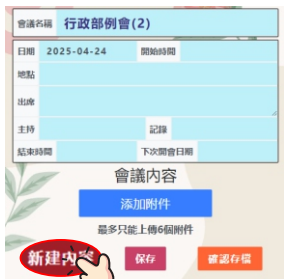 會議名稱 行政部例會(2)
日期 2025-04-24 開始時間
地點
出席
主持 記錄
結束時間 下次開會日期
會議內容
添加附件
最多只能上傳6個附件
新建內容 保存 確認存檔